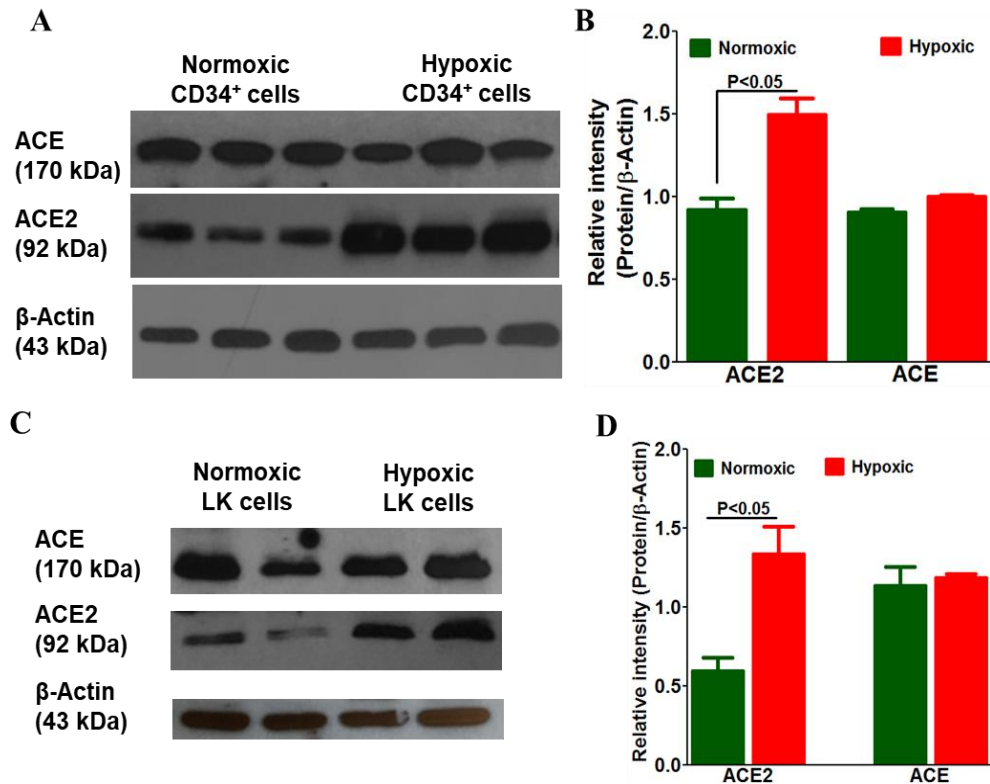 A
Normoxic
CD34⁺ cells
Hypoxic
CD34⁺ cells
ACE
(170 kDa)
ACE2
(92 kDa)
β-Actin
(43 kDa)
B
Normoxic
Hypoxic
P<0.05
Relative intensity
(Protein/β-Actin)
2.0
1.5
1.0
0.5
0.0
ACE2
ACE
C
Normoxic
LK cells
Hypoxic
LK cells
ACE
(170 kDa)
ACE2
(92 kDa)
β-Actin
(43 kDa)
D
Normoxic
Hypoxic
P<0.05
Relative intensity (Protein/β-Actin)
2.0
1.5
1.0
0.5
0.0
ACE2
ACE